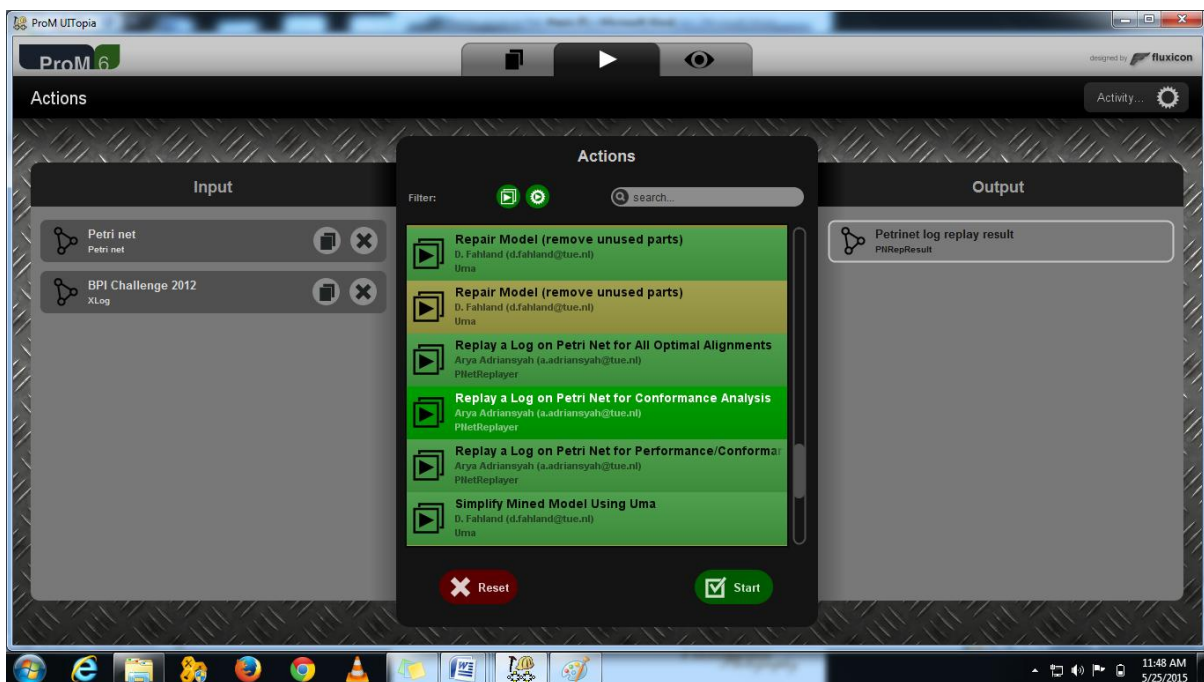 ProM UITopia
ProM 6
designed by fluxicon
Actions
Activity...
Input
Petri net
Petri net
BPI Challenge 2012
XLog
Actions
Filter:
search...
Repair Model (remove unused parts)
D. Fahland (d.fahland@tue.nl)
Uma
Repair Model (remove unused parts)
D. Fahland (d.fahland@tue.nl)
Uma
Replay a Log on Petri Net for All Optimal Alignments
Arya Adriansyah (a.adriansyah@tue.nl)
PNetReplayer
Replay a Log on Petri Net for Conformance Analysis
Arya Adriansyah (a.adriansyah@tue.nl)
PNetReplayer
Replay a Log on Petri Net for Performance/Conformar
Arya Adriansyah (a.adriansyah@tue.nl)
PNetReplayer
Simplify Mined Model Using Uma
D. Fahland (d.fahland@tue.nl)
Uma
Reset
Start
Output
Petrinet log replay result
PNRepResult
11:48 AM
5/25/2015